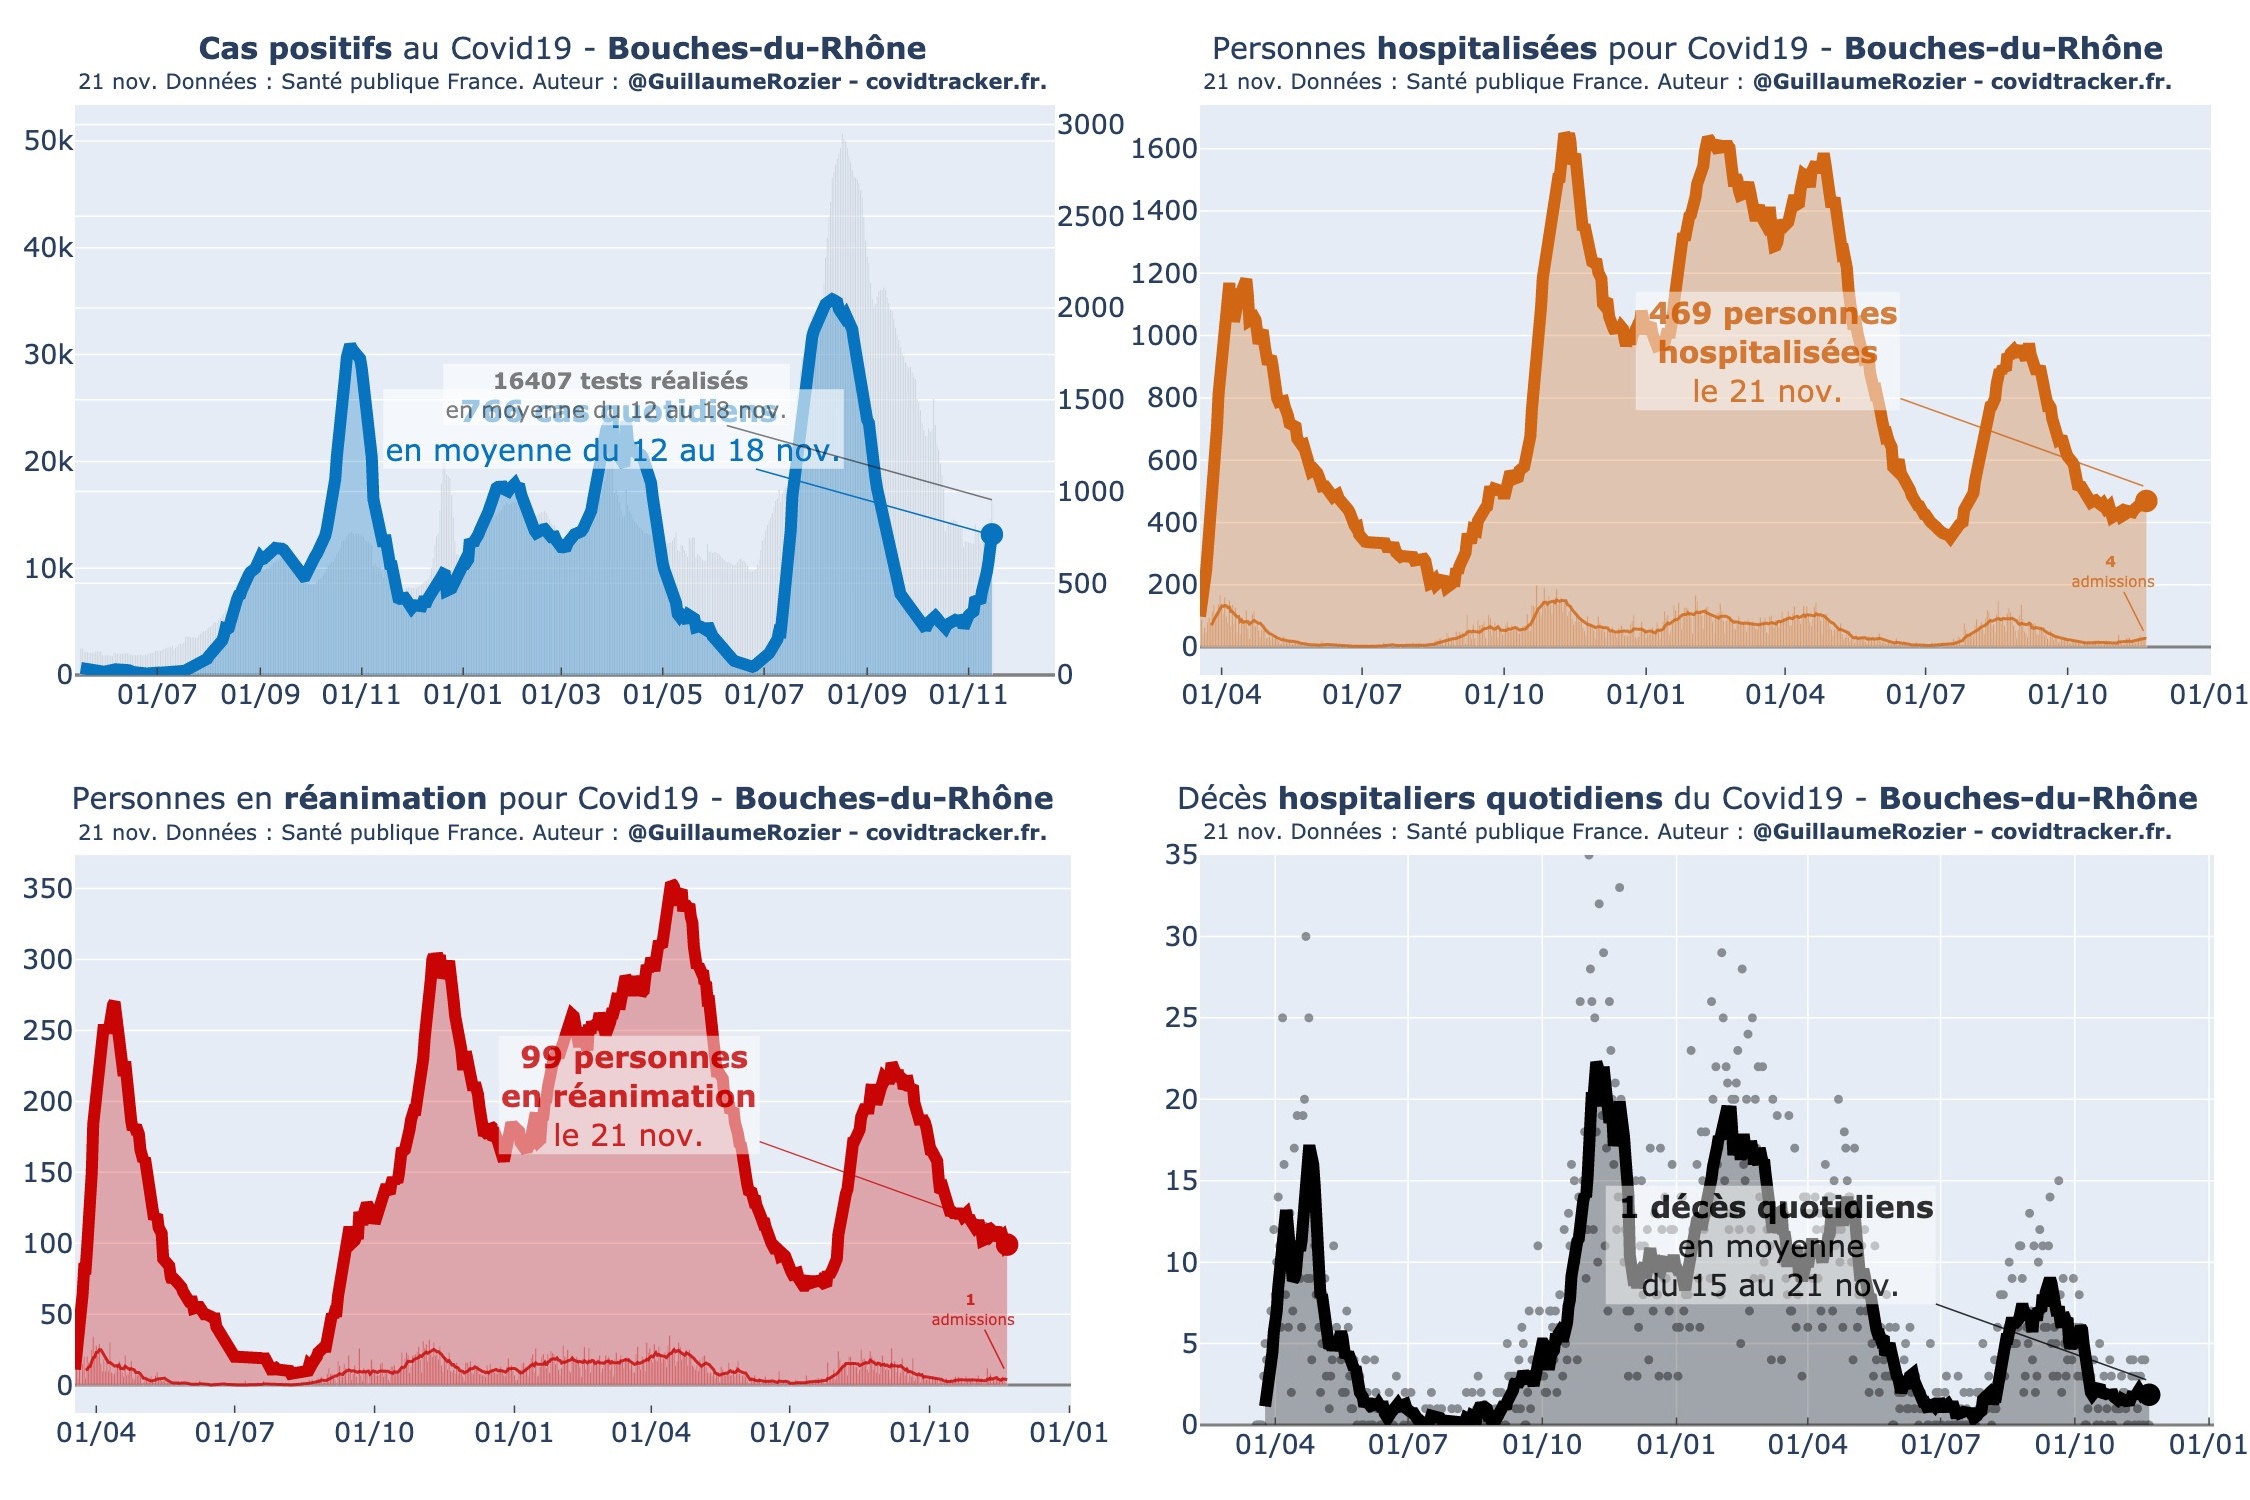 Cas positifs au Covid19 - Bouches-du-Rhône
21 nov. Données : Santé publique France. Auteur : @GuillaumeRozier - covidtracker.fr.
50k
40k
30k
20k
10k
0
3000
2500
2000
1500
1000
500
0
16407 tests réalisés
en moyenne du 12 au 18 nov.
766 cas quotidiens
en moyenne du 12 au 18 nov.
01/07 01/09 01/11 01/01 01/03 01/05 01/07 01/09 01/11
Personnes hospitalisées pour Covid19 - Bouches-du-Rhône
21 nov. Données : Santé publique France. Auteur : @GuillaumeRozier - covidtracker.fr.
1600
1400
1200
1000
800
600
400
200
0
469 personnes
hospitalisées
le 21 nov.
4
admissions
01/04 01/07 01/10 01/01 01/04 01/07 01/10 01/01
Personnes en réanimation pour Covid19 - Bouches-du-Rhône
21 nov. Données : Santé publique France. Auteur : @GuillaumeRozier - covidtracker.fr.
350
300
250
200
150
100
50
0
99 personnes
en réanimation
le 21 nov.
1
admissions
01/04 01/07 01/10 01/01 01/04 01/07 01/10 01/01
Décès hospitaliers quotidiens du Covid19 - Bouches-du-Rhône
21 nov. Données : Santé publique France. Auteur : @GuillaumeRozier - covidtracker.fr.
35
30
25
20
15
10
5
0
1 décès quotidiens
en moyenne
du 15 au 21 nov.
01/04 01/07 01/10 01/01 01/04 01/07 01/10 01/01